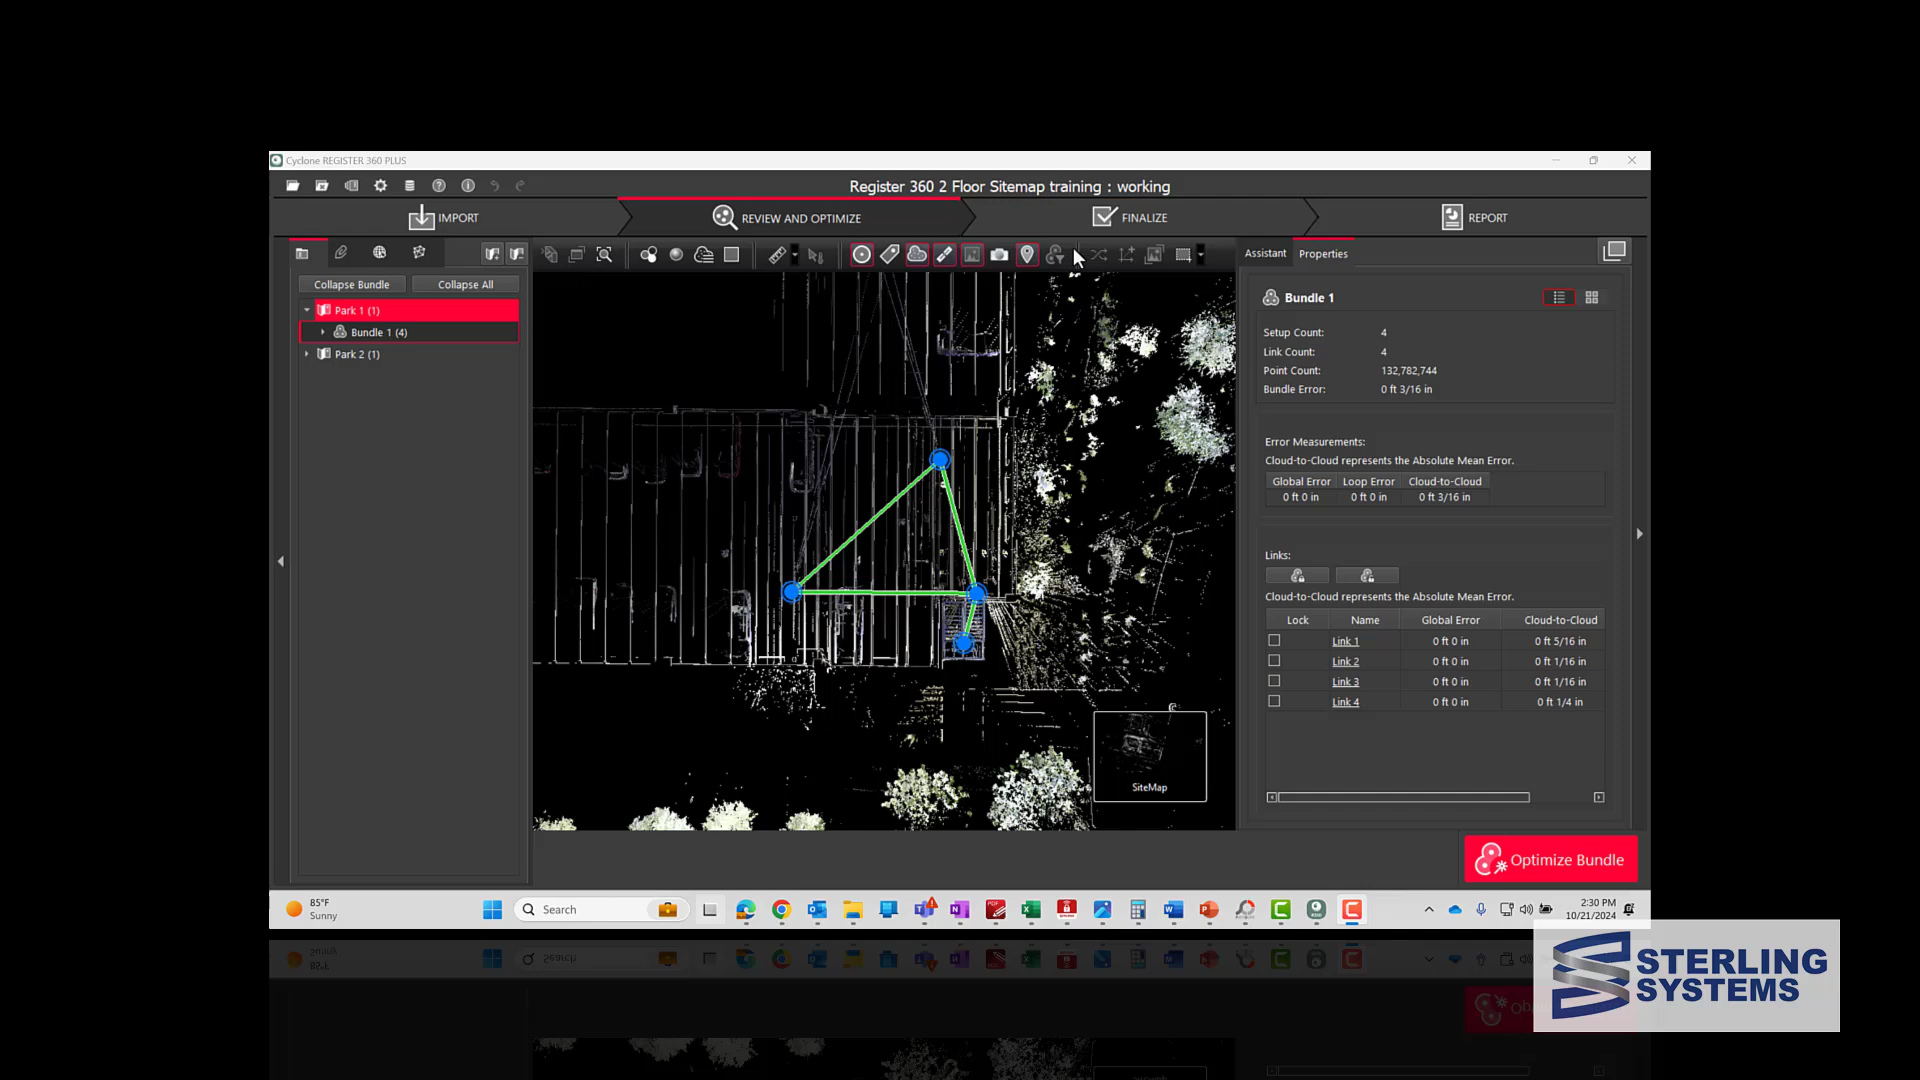 Cyclone REGISTER 360 PLUS
Register 360 2 Floor Sitemap training : working
IMPORT
REVIEW AND OPTIMIZE
FINALIZE
REPORT
Assistant
Properties
Collapse Bundle
Collapse All
Park 1 (1)
Bundle 1 (4)
Park 2 (1)
Bundle 1
Setup Count: 4
Link Count: 4
Point Count: 132,782,744
Bundle Error: 0 ft 3/16 in
Error Measurements:
Cloud-to-Cloud represents the Absolute Mean Error.
Global Error Loop Error Cloud-to-Cloud
0 ft 0 in 0 ft 0 in 0 ft 3/16 in
Links:
Cloud-to-Cloud represents the Absolute Mean Error.
Lock Name Global Error Cloud-to-Cloud
Link 1 0 ft 0 in 0 ft 5/16 in
Link 2 0 ft 0 in 0 ft 1/16 in
Link 3 0 ft 0 in 0 ft 1/16 in
Link 4 0 ft 0 in 0 ft 1/4 in
SiteMap
Optimize Bundle
85°F
Sunny
Search
2:30 PM
10/21/2024
STERLING
SYSTEMS